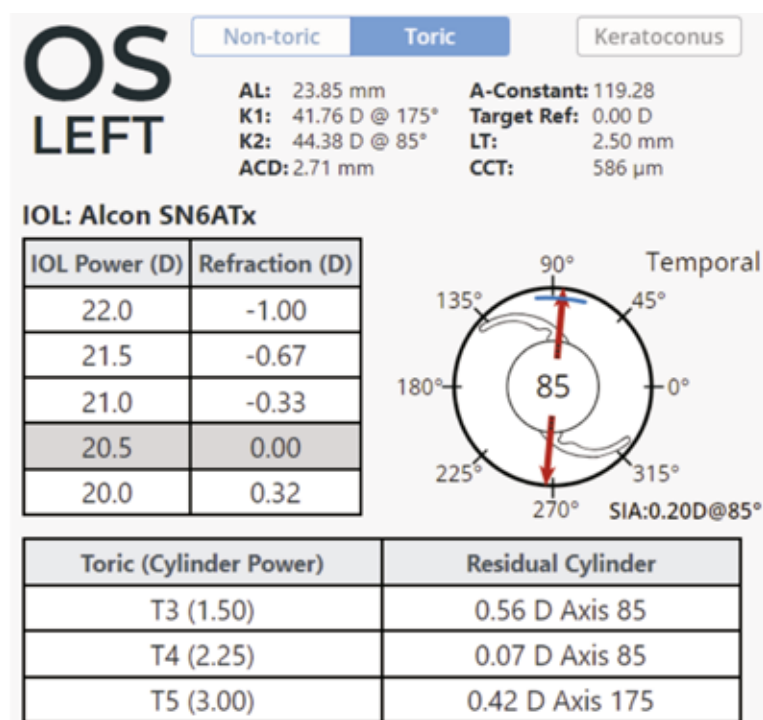 OS
LEFT
Non-toric Toric Keratoconus
AL: 23.85 mm A-Constant: 119.28
K1: 41.76 D @ 175° Target Ref: 0.00 D
K2: 44.38 D @ 85° LT: 2.50 mm
ACD: 2.71 mm CCT: 586 µm
IOL: Alcon SN6ATx
IOL Power (D) Refraction (D)
22.0 -1.00
21.5 -0.67
21.0 -0.33
20.5 0.00
20.0 0.32
90° Temporal
135° 45°
180° 85 0°
225° 315°
270° SIA:0.20D@85°
Toric (Cylinder Power) Residual Cylinder
T3 (1.50) 0.56 D Axis 85
T4 (2.25) 0.07 D Axis 85
T5 (3.00) 0.42 D Axis 175